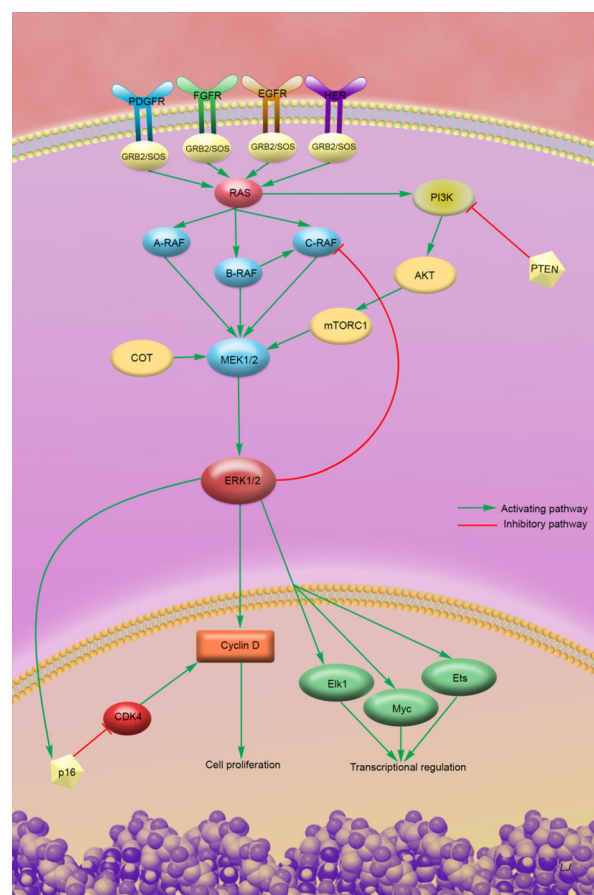 PDGFR
FGFR
EGFR
HER
GRB2/SOS
GRB2/SOS
GRB2/SOS
GRB2/SOS
RAS
PI3K
A-RAF
C-RAF
B-RAF
AKT
PTEN
mTORC1
COT
MEK1/2
ERK1/2
Activating pathway
Inhibitory pathway
Cyclin D
Elk1
Ets
Myc
CDK4
p16
Cell proliferation
Transcriptional regulation
LJ